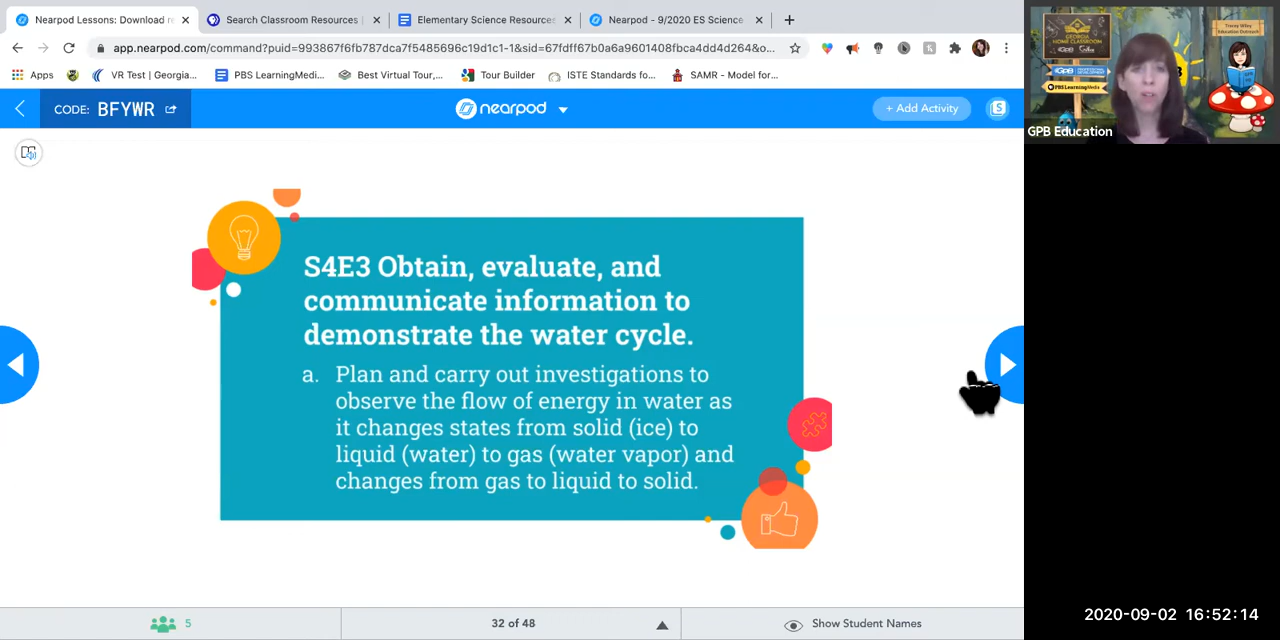 Nearpod Lessons: Download re
Search Classroom Resources |
Elementary Science Resources
Nearpod - 9/2020 ES Science
app.nearpod.com/command?puid=993867f6fb787dca7f5485696c19d1c1-1&sid=67fdff67b0a6a9601408fbca4dd4d264&o...
Apps
VR Test | Georgia...
PBS LearningMedi...
Best Virtual Tour,...
Tour Builder
ISTE Standards fo...
SAMR - Model for...
CODE: BFYWR
nearpod
+ Add Activity
S
S4E3 Obtain, evaluate, and
communicate information to
demonstrate the water cycle.
a. Plan and carry out investigations to
observe the flow of energy in water as
it changes states from solid (ice) to
liquid (water) to gas (water vapor) and
changes from gas to liquid to solid.
5
32 of 48
Show Student Names
Tracey Wiley
Education Outreach
GPB Education
2020-09-02 16:52:14